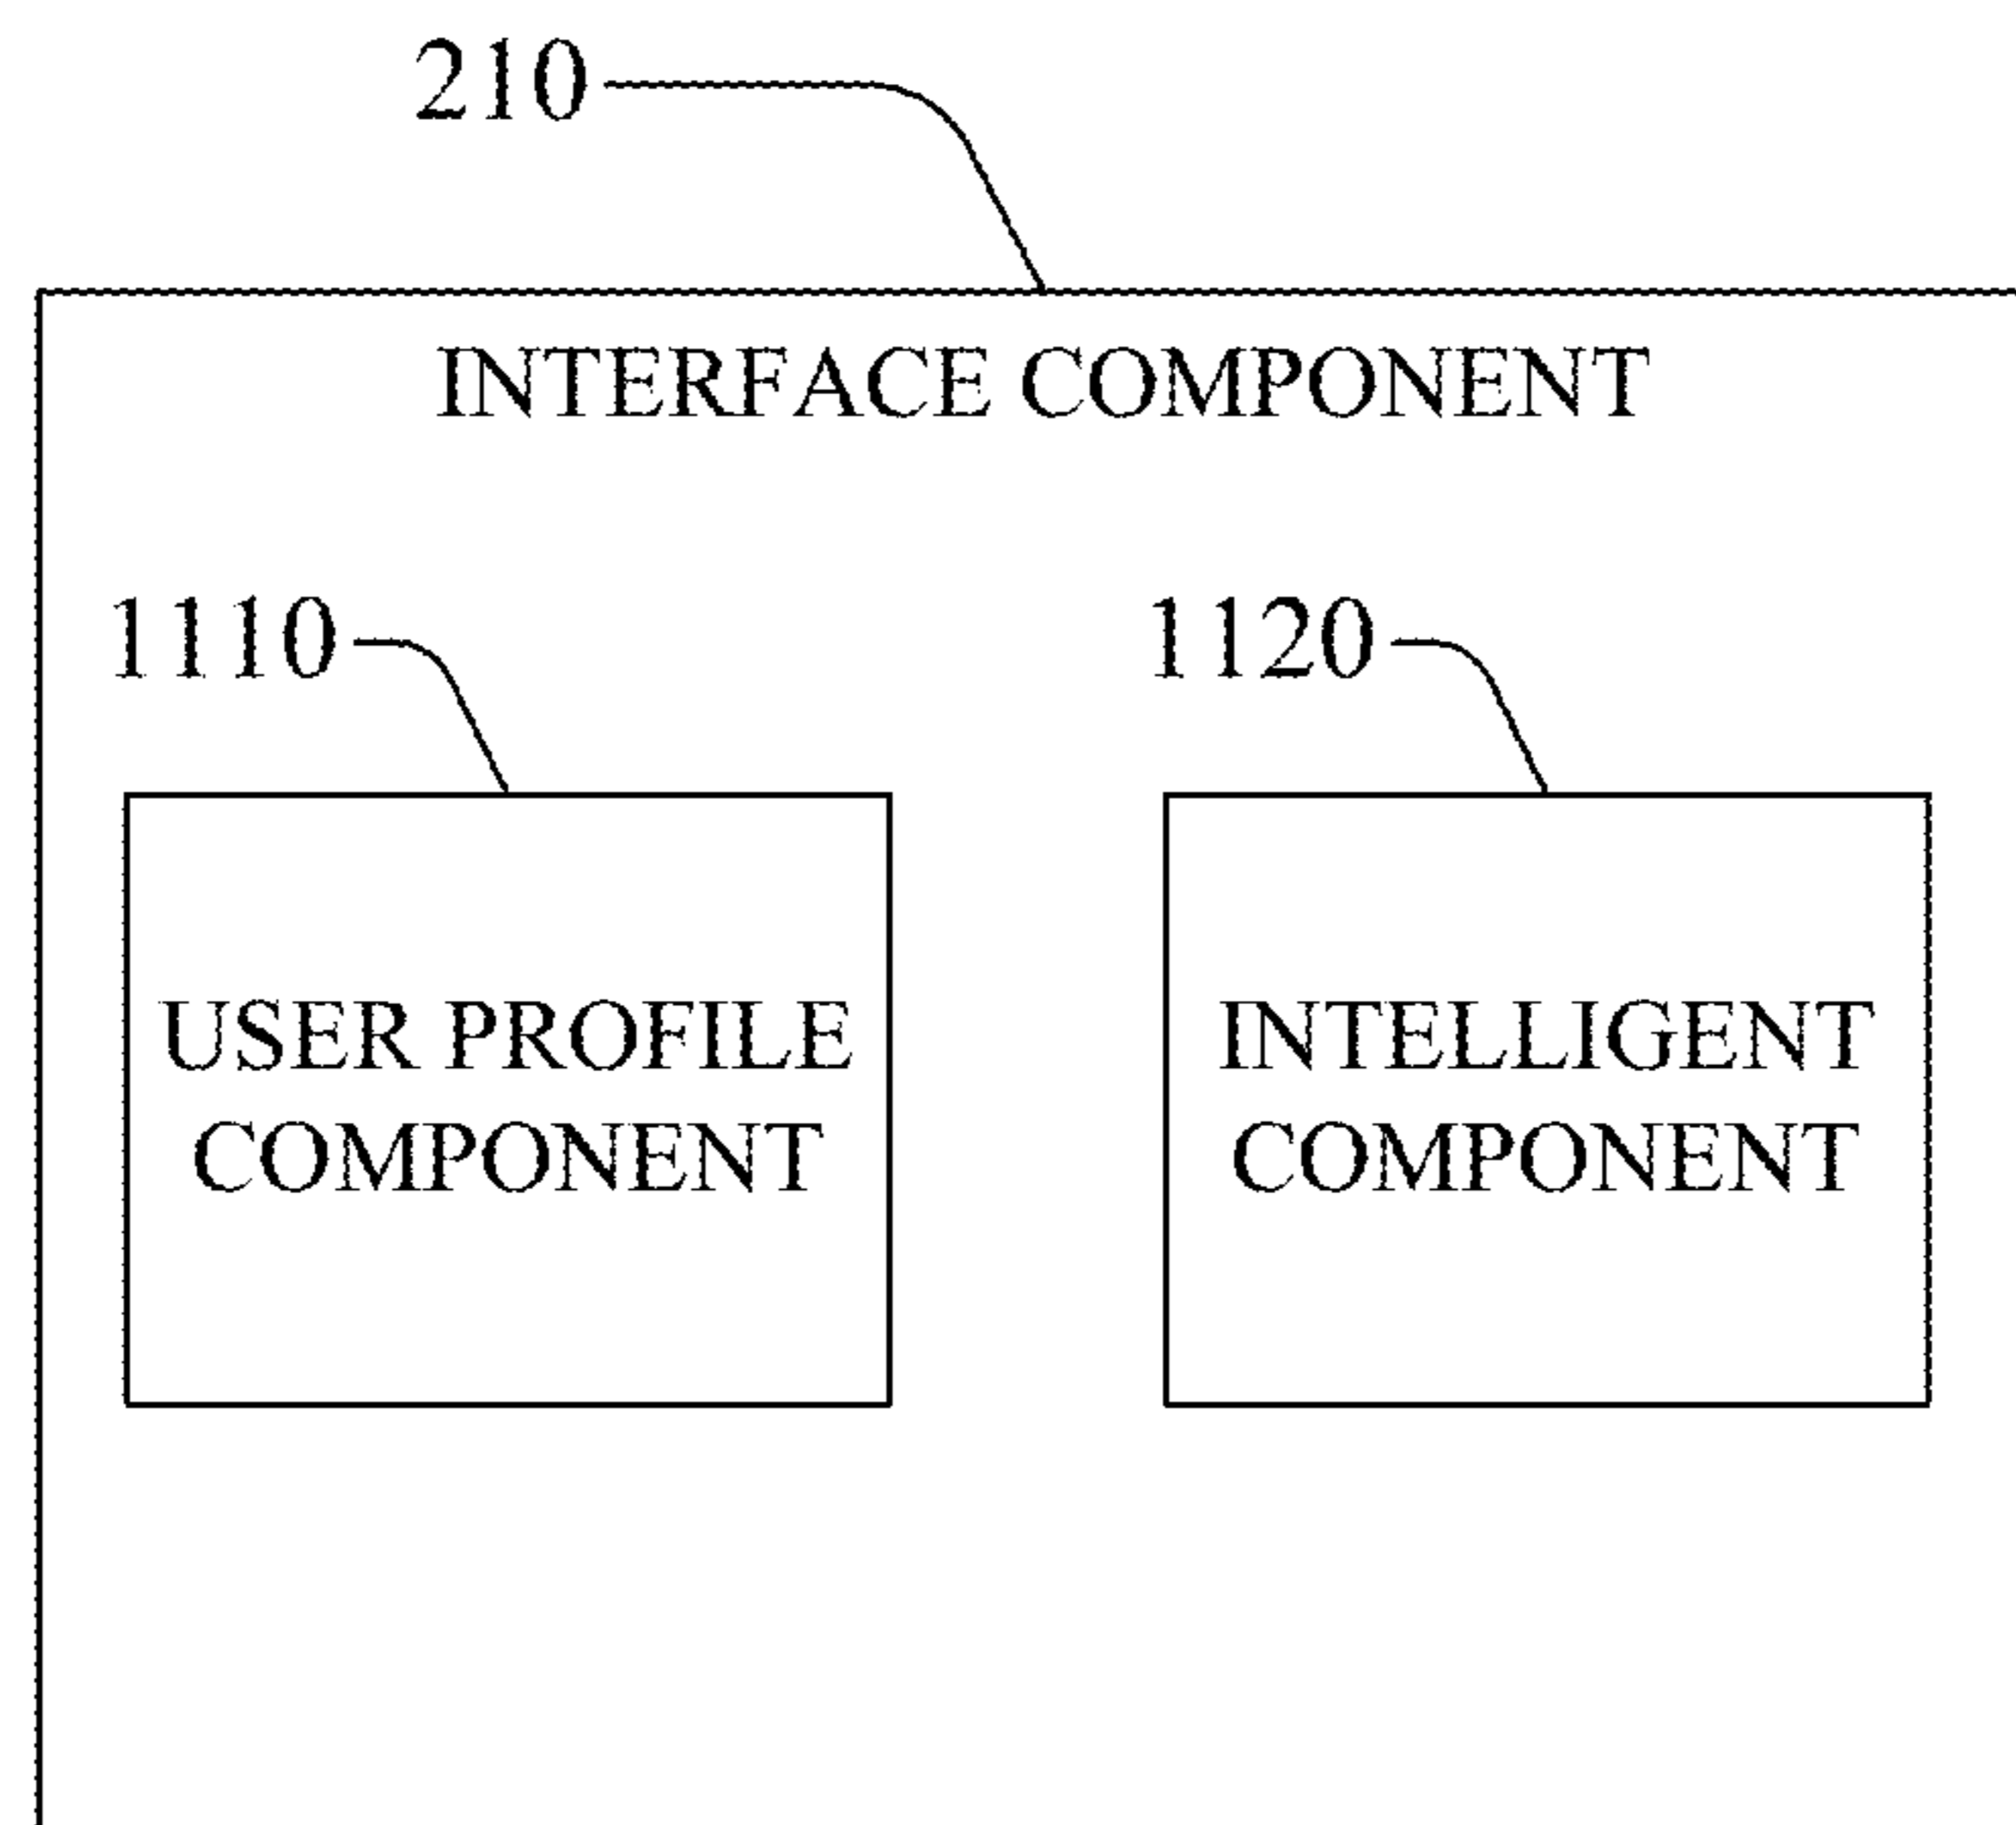 210
INTERFACE COMPONENT
1110
1120
USER PROFILE
COMPONENT
INTELLIGENT
COMPONENT